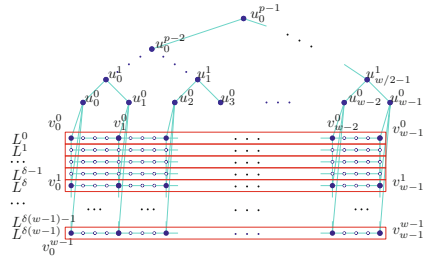 u_0^{p-1}
u_0^{p-2}
u_0^1 u_1^1 u_{w/2-1}^1
u_0^0 u_1^0 u_2^0 u_3^0 u_{w-2}^0 u_{w-1}^0
v_0^0 v_1^0 v_{w-2}^0 v_{w-1}^0
L^0
L^1
...
L^{δ-1}
L^δ v_0^1 v_1^1 v_{w-1}^1
...
L^{δ(w-1)-1}
L^{δ(w-1)} v_{w-1}^{w-1}
v_0^{w-1}